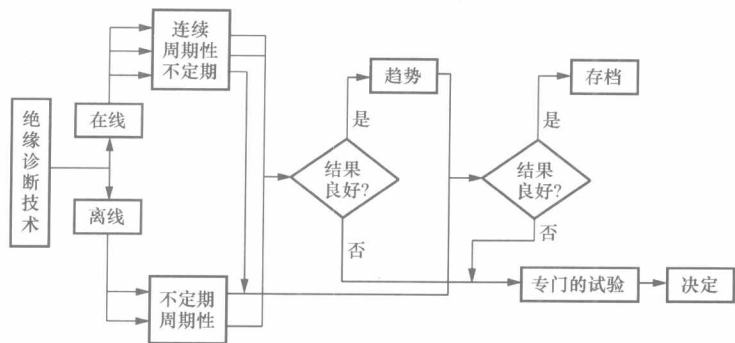 绝缘诊断技术
在线
离线
连续
周期性
不定期
不定期
周期性
结果
良好?
是
否
趋势
结果
良好?
是
否
存档
专门的试验
决定